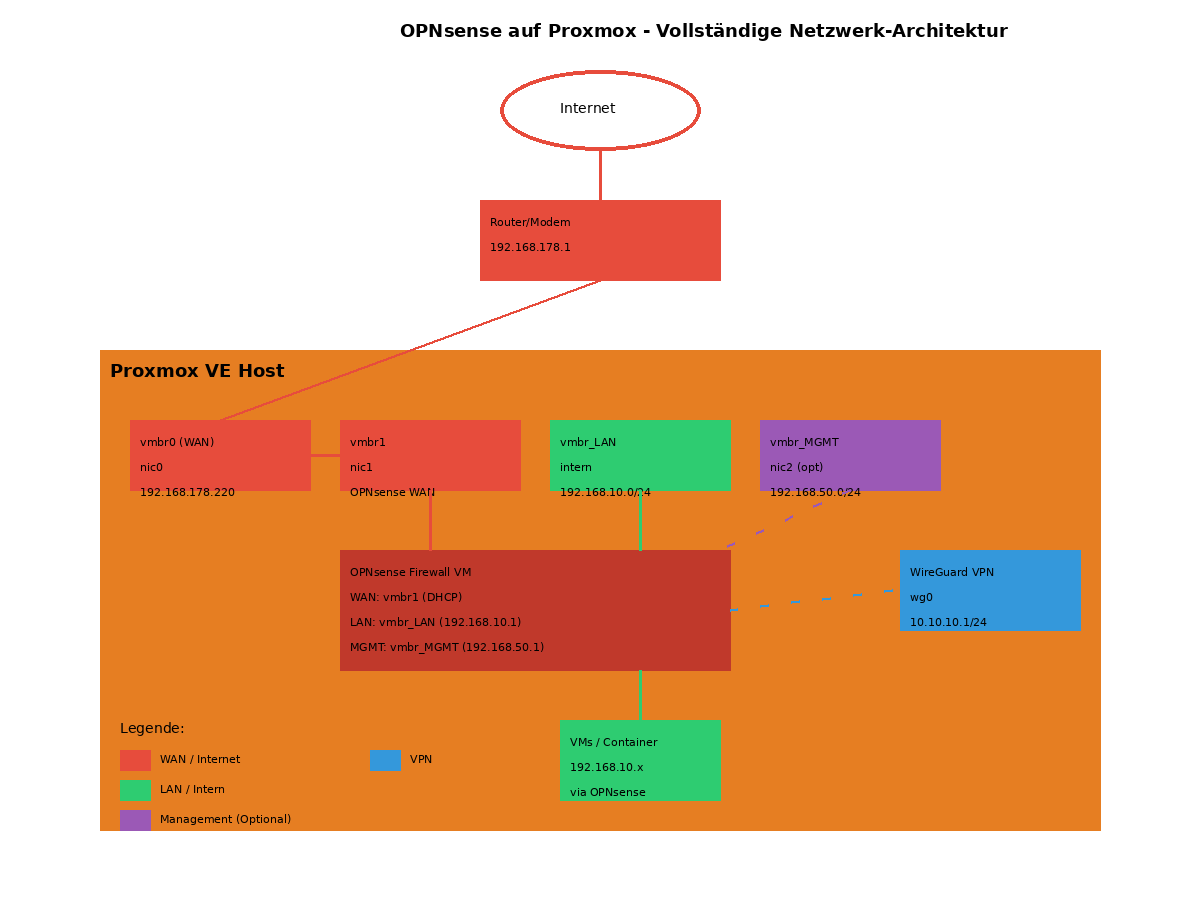 OPNsense auf Proxmox - Vollständige Netzwerk-Architektur
Internet
Router/Modem
192.168.178.1
Proxmox VE Host
vmbr0 (WAN)
nic0
192.168.178.220
vmbr1
nic1
OPNsense WAN
vmbr_LAN
intern
192.168.10.0/24
vmbr_MGMT
nic2 (opt)
192.168.50.0/24
OPNsense Firewall VM
WAN: vmbr1 (DHCP)
LAN: vmbr_LAN (192.168.10.1)
MGMT: vmbr_MGMT (192.168.50.1)
WireGuard VPN
wg0
10.10.10.1/24
VMs / Container
192.168.10.x
via OPNsense
Legende:
WAN / Internet
LAN / Intern
Management (Optional)
VPN